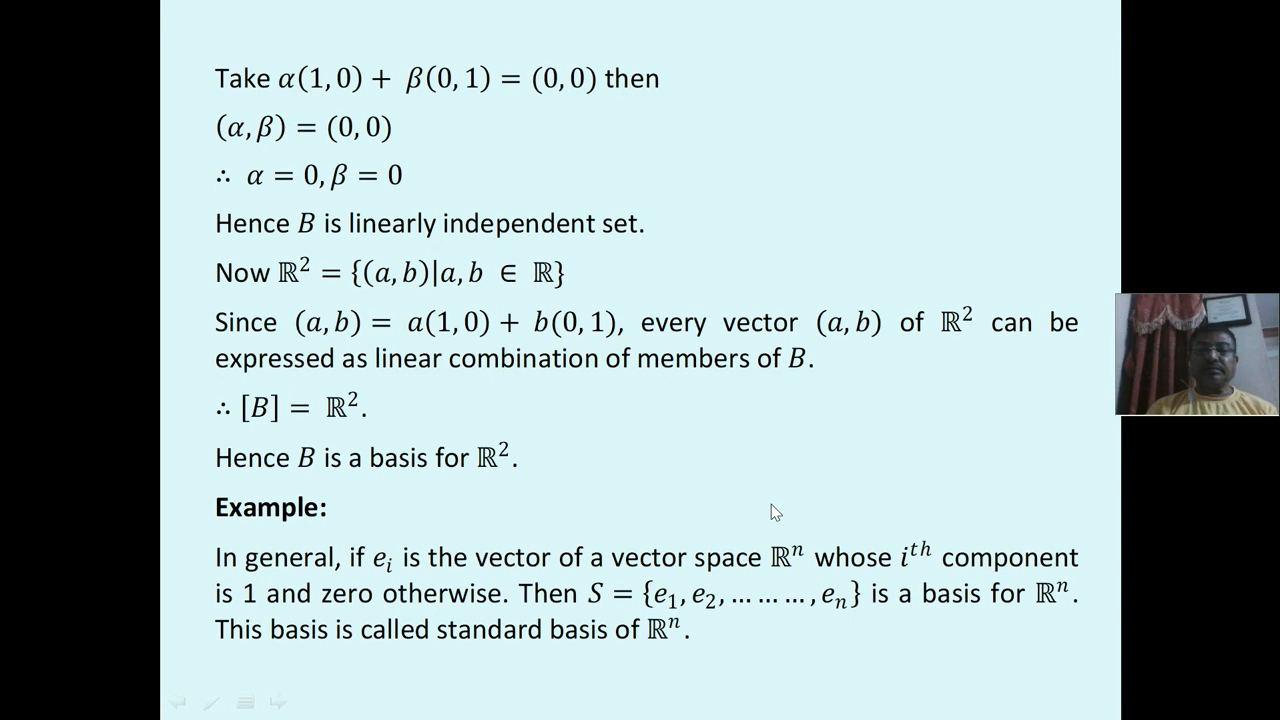 Take α(1, 0) + β(0, 1) = (0, 0) then
(α, β) = (0, 0)
∴ α = 0, β = 0
Hence B is linearly independent set.
Now ℝ² = {(a, b)|a, b ∈ ℝ}
Since (a, b) = a(1, 0) + b(0, 1), every vector (a, b) of ℝ² can be
expressed as linear combination of members of B.
∴ [B] = ℝ².
Hence B is a basis for ℝ².
Example:
In general, if eᵢ is the vector of a vector space ℝⁿ whose iᵗʰ component
is 1 and zero otherwise. Then S = {e₁, e₂, … … … , eₙ} is a basis for ℝⁿ.
This basis is called standard basis of ℝⁿ.